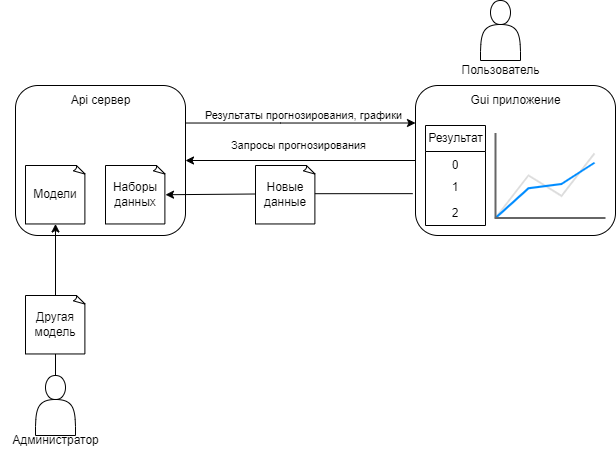 Пользователь
Api сервер
Gui приложение
Результаты прогнозирования, графики
Запросы прогнозирования
Результат
0
1
2
Модели
Наборы
данных
Новые
данные
Другая
модель
Администратор